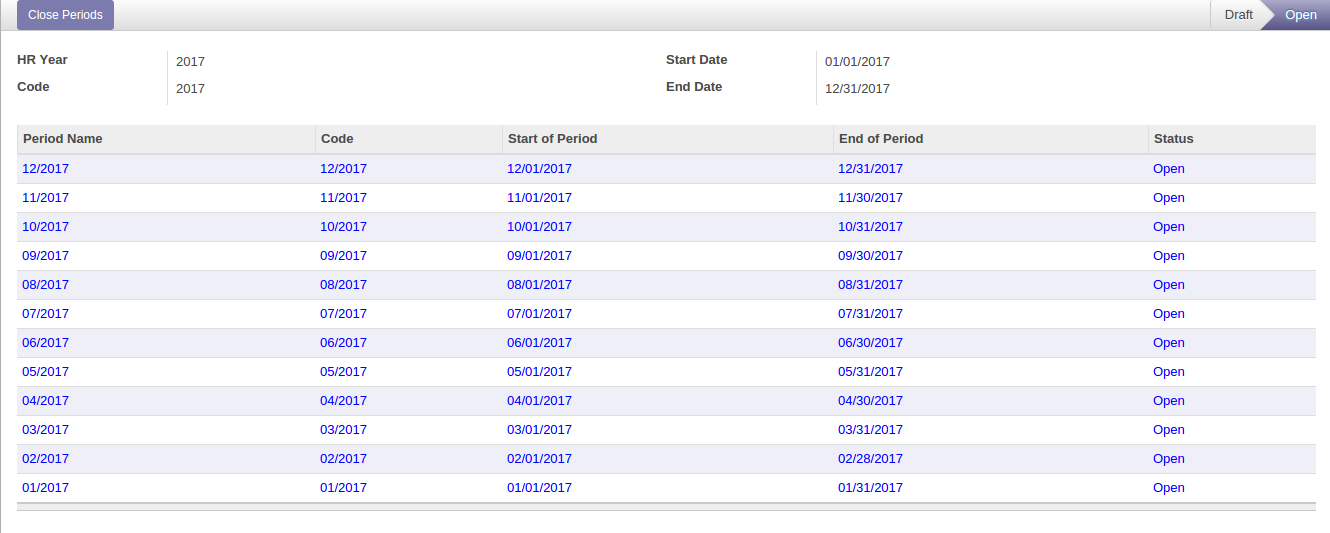 Close Periods Draft Open
HR Year 2017 Start Date 01/01/2017
Code 2017 End Date 12/31/2017
Period Name Code Start of Period End of Period Status
12/2017 12/2017 12/01/2017 12/31/2017 Open
11/2017 11/2017 11/01/2017 11/30/2017 Open
10/2017 10/2017 10/01/2017 10/31/2017 Open
09/2017 09/2017 09/01/2017 09/30/2017 Open
08/2017 08/2017 08/01/2017 08/31/2017 Open
07/2017 07/2017 07/01/2017 07/31/2017 Open
06/2017 06/2017 06/01/2017 06/30/2017 Open
05/2017 05/2017 05/01/2017 05/31/2017 Open
04/2017 04/2017 04/01/2017 04/30/2017 Open
03/2017 03/2017 03/01/2017 03/31/2017 Open
02/2017 02/2017 02/01/2017 02/28/2017 Open
01/2017 01/2017 01/01/2017 01/31/2017 Open